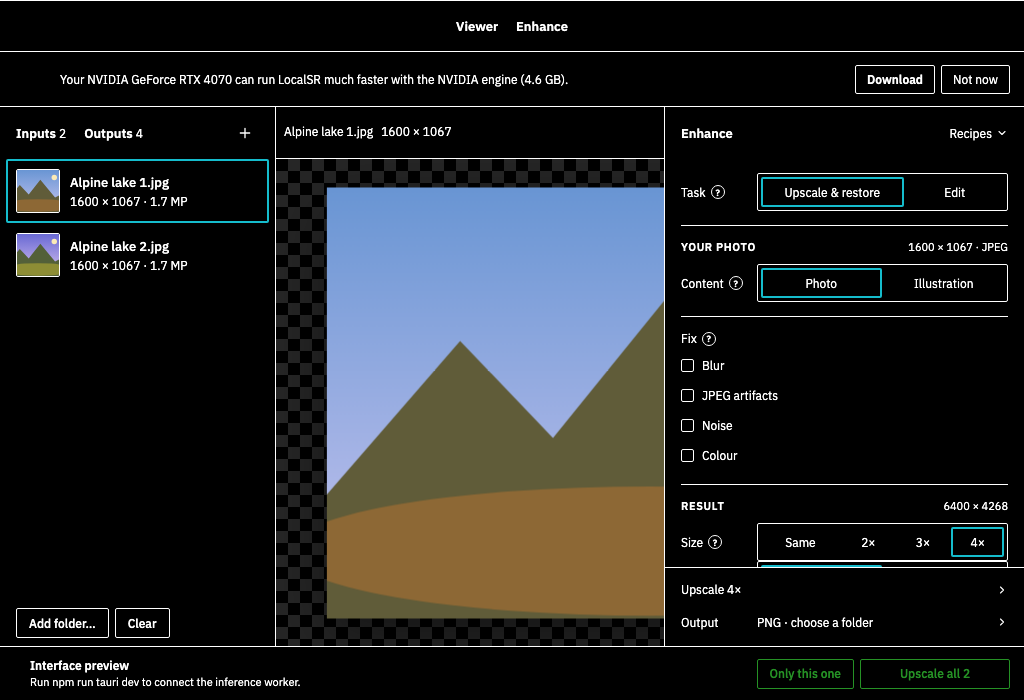 Viewer Enhance
Your NVIDIA GeForce RTX 4070 can run LocalSR much faster with the NVIDIA engine (4.6 GB).
Download
Not now
Inputs 2 Outputs 4 +
Alpine lake 1.jpg
1600 × 1067 · 1.7 MP
Alpine lake 2.jpg
1600 × 1067 · 1.7 MP
Add folder...
Clear
Alpine lake 1.jpg 1600 × 1067
Enhance
Recipes
Task ?
Upscale & restore
Edit
YOUR PHOTO
1600 × 1067 · JPEG
Content ?
Photo
Illustration
Fix ?
Blur
JPEG artifacts
Noise
Colour
RESULT
6400 × 4268
Size ?
Same
2×
3×
4×
Upscale 4×
Output PNG · choose a folder
Interface preview
Run npm run tauri dev to connect the inference worker.
Only this one
Upscale all 2